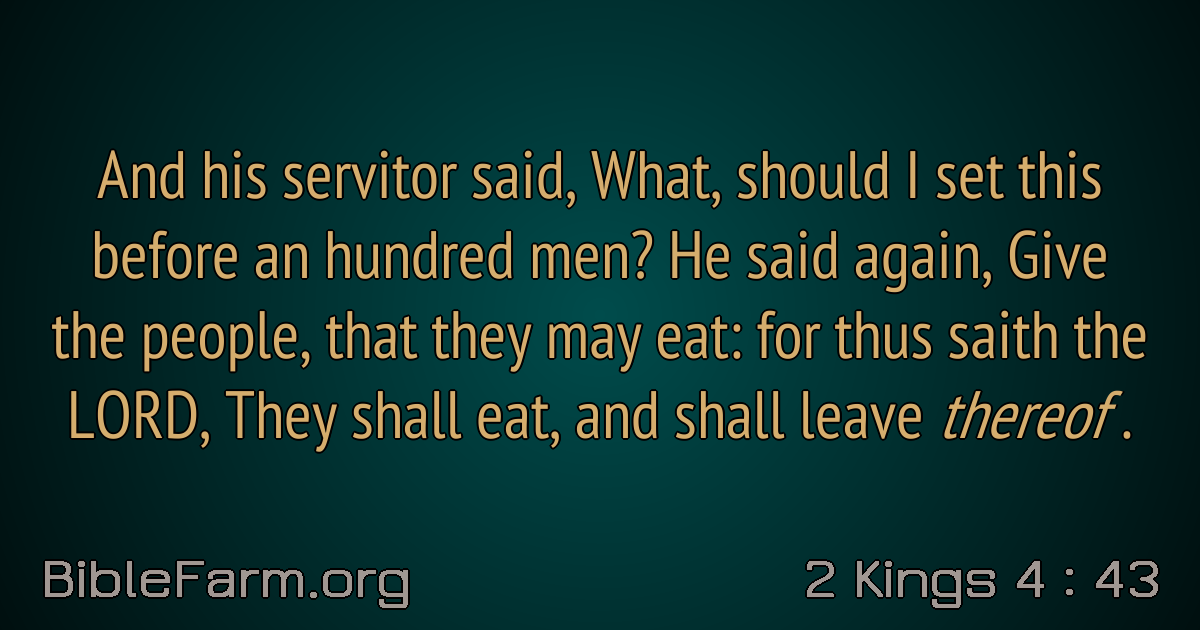 And his servitor said, What, should I set this
before an hundred men? He said again, Give
the people, that they may eat: for thus saith the
LORD, They shall eat, and shall leave thereof .
BibleFarm.org
2 Kings 4 : 43